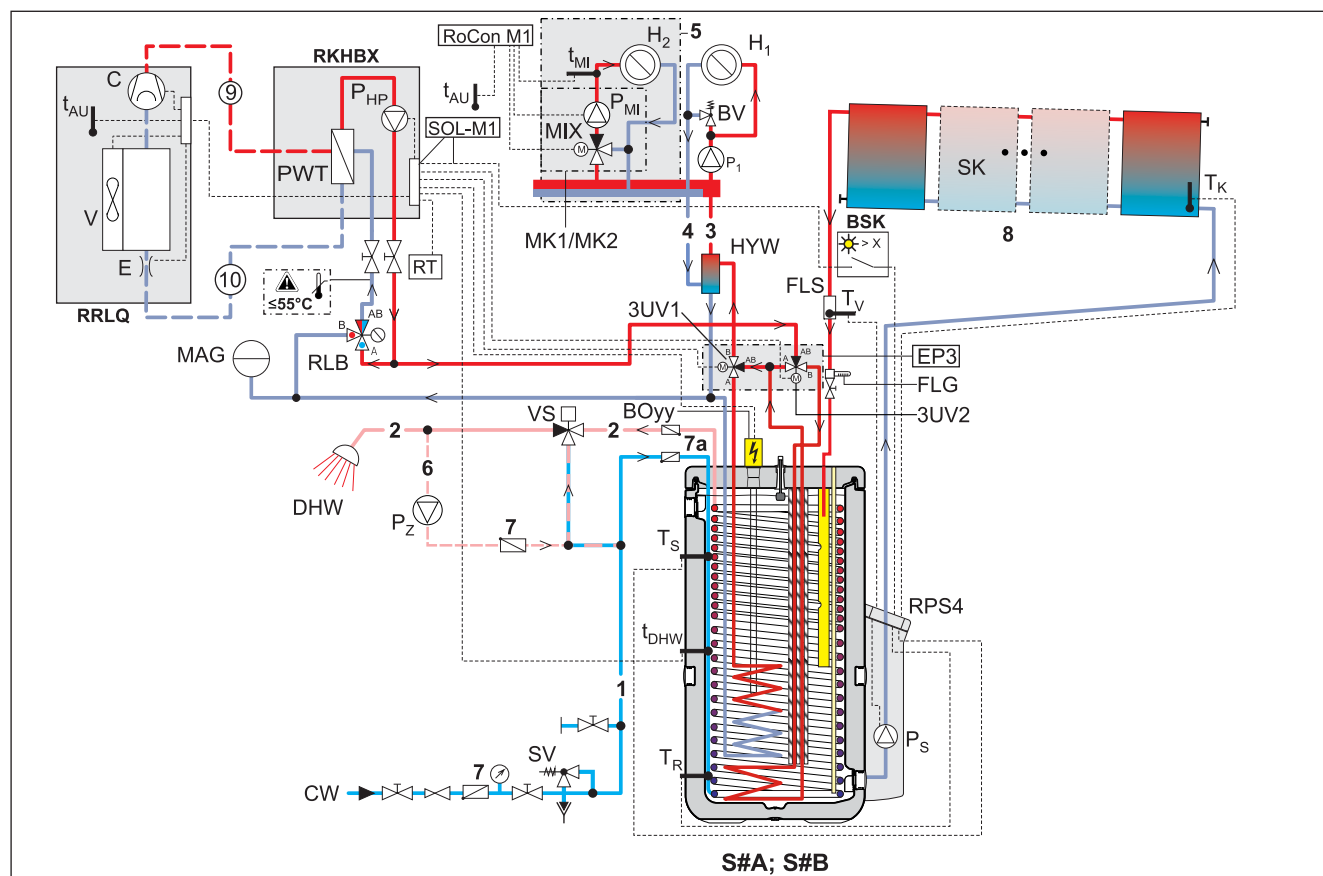 RKHBX
RoCon M1
H2
5
H1
C
9
tAU
PHP
tAU
tMI
PMI
BV
SOL-M1
MIX
M
P1
PWT
SK
TK
V
MK1/MK2
4
3
BSK
> X
8
HYW
E
10
RT
≤55°C
FLS
TV
RRLQ
AB
B
A
3UV1
MAG
RLB
B
AB
A
M
AB
A
B
M
EP3
FLG
3UV2
VS
BOyy
2
2
7a
6
DHW
PZ
7
TS
RPS4
tDHW
1
PS
SV
TR
7
CW
S#A; S#B